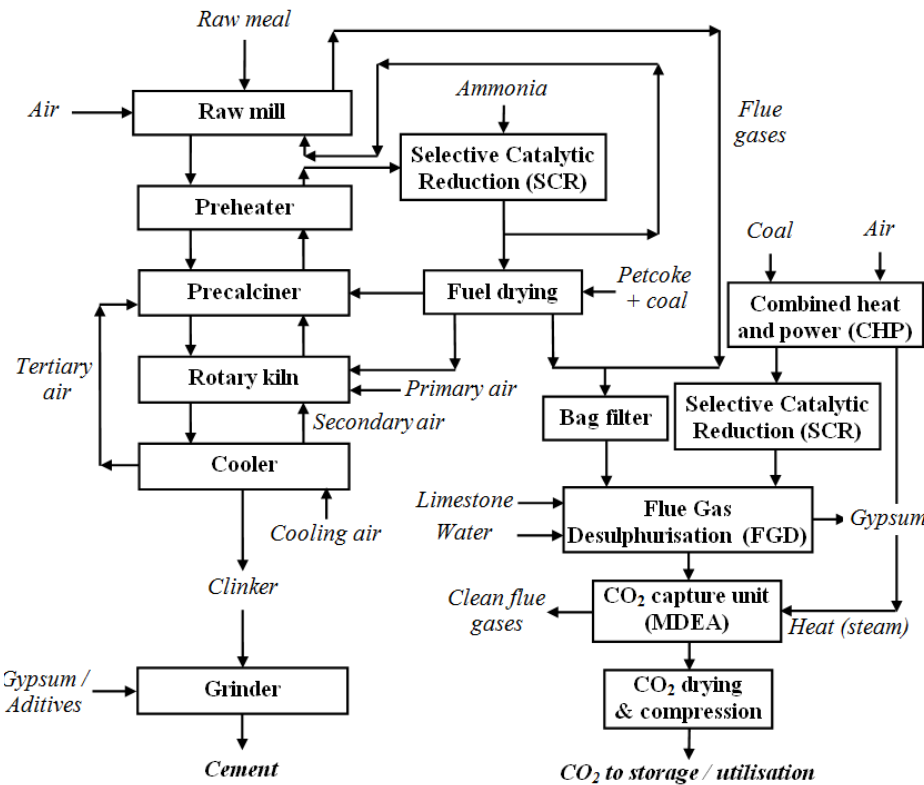 Raw meal
Air
Raw mill
Ammonia
Flue
gases
Selective Catalytic
Reduction (SCR)
Preheater
Coal
Air
Precalciner
Fuel drying
Petcoke
+ coal
Combined heat
and power (CHP)
Tertiary
air
Rotary kiln
Primary air
Secondary air
Bag filter
Selective Catalytic
Reduction (SCR)
Cooler
Cooling air
Limestone
Water
Flue Gas
Desulphurisation (FGD)
Gypsum
Clinker
Clean flue
gases
CO₂ capture unit
(MDEA)
Heat (steam)
Gypsum /
Aditives
Grinder
CO₂ drying
& compression
Cement
CO₂ to storage / utilisation